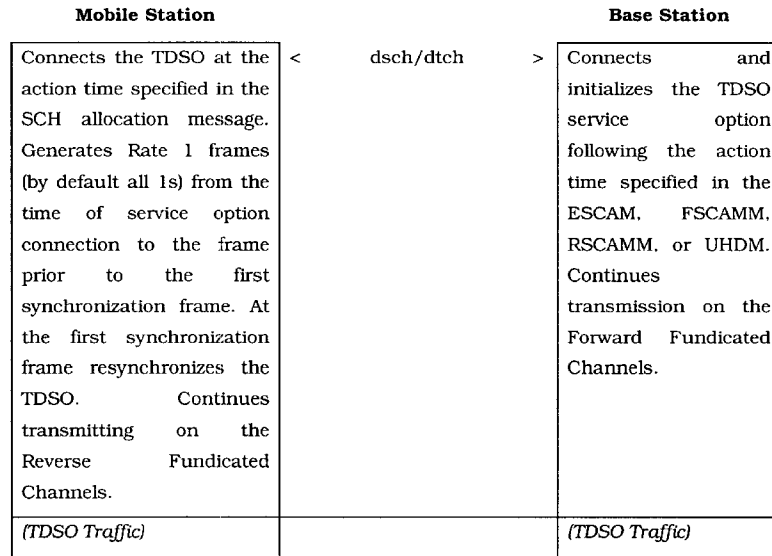 Mobile Station
Base Station
Connects the TDSO at the
action time specified in the
SCH allocation message.
Generates Rate 1 frames
(by default all 1s) from the
time of service option
connection to the frame
prior to the first
synchronization frame. At
the first synchronization
frame resynchronizes the
TDSO. Continues
transmitting on the
Reverse Fundicated
Channels.
< dsch/dtch >
Connects and
initializes the TDSO
service option
following the action
time specified in the
ESCAM, FSCAMM,
RSCAMM, or UHDM.
Continues
transmission on the
Forward Fundicated
Channels.
(TDSO Traffic)
(TDSO Traffic)